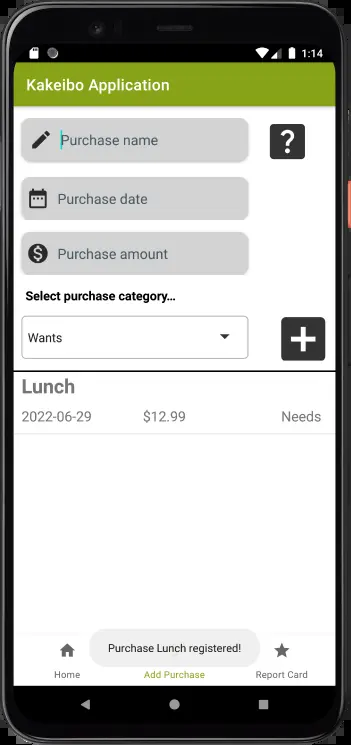 1:14
Kakeibo Application
Purchase name
?
Purchase date
Purchase amount
Select purchase category...
Wants
Lunch
2022-06-29 $12.99 Needs
Purchase Lunch registered!
Home Add Purchase Report Card